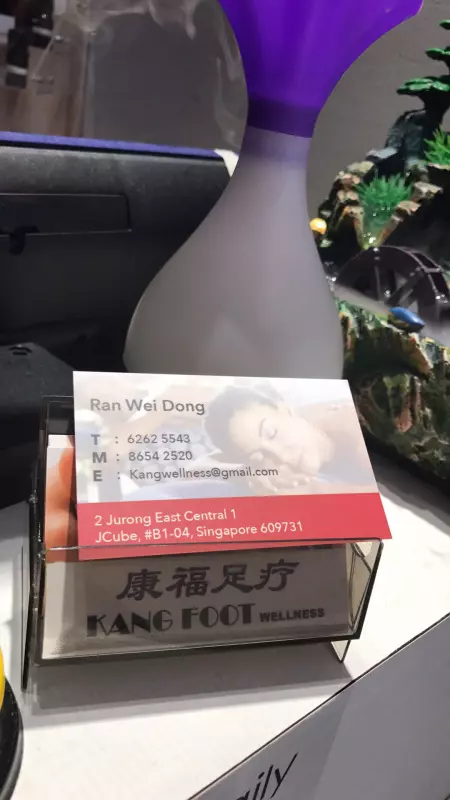 Ran Wei Dong
T : 6262 5543
M : 8654 2520
E : Kangwellness@gmail.com
2 Jurong East Central 1
JCube, #B1-04, Singapore 609731
康福足疗
KANG FOOT WELLNESS